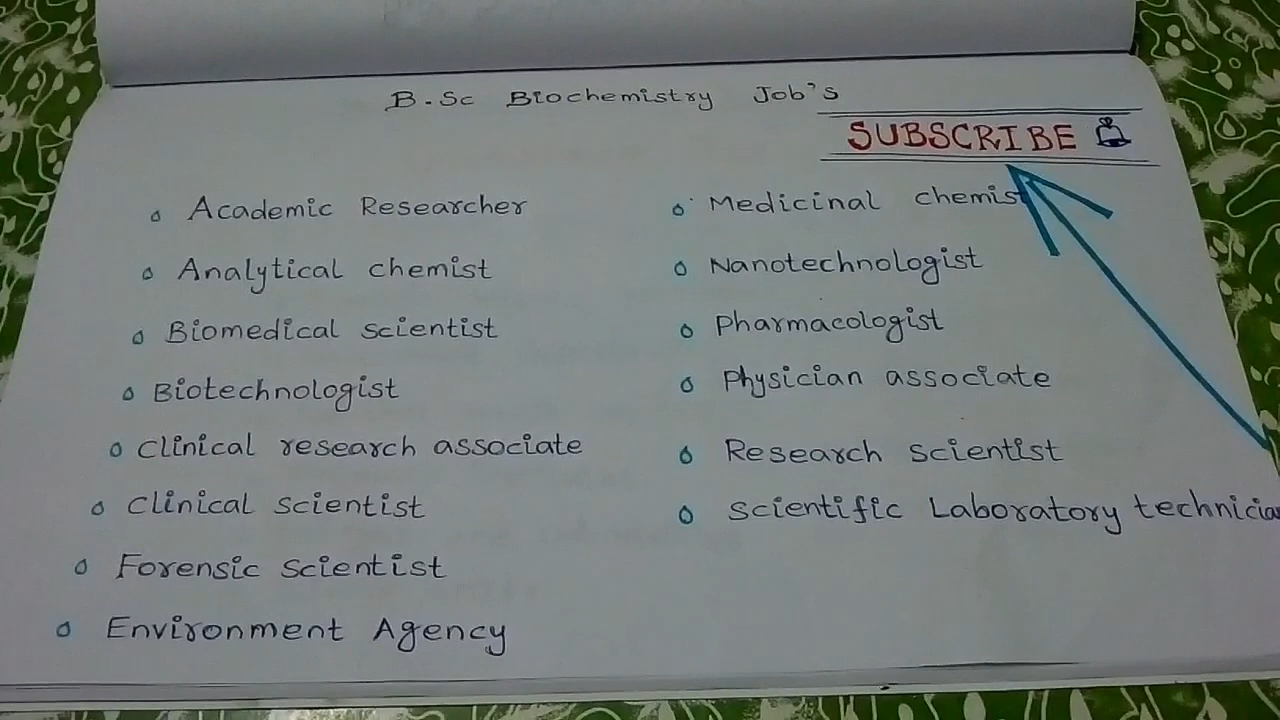 B.Sc Biochemistry Job's
SUBSCRIBE
Academic Researcher
Analytical chemist
Biomedical scientist
Biotechnologist
Clinical research associate
Clinical scientist
Forensic scientist
Environment Agency
Medicinal chemist
Nanotechnologist
Pharmacologist
Physician associate
Research scientist
Scientific Laboratory technician